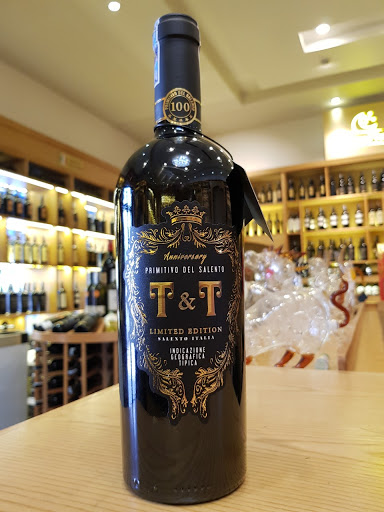 100
Anniversary
PRIMITIVO DEL SALENTO
T & T
LIMITED EDITION
SALENTO ITALIA
INDICAZIONE
GEOGRAFICA
TIPICA